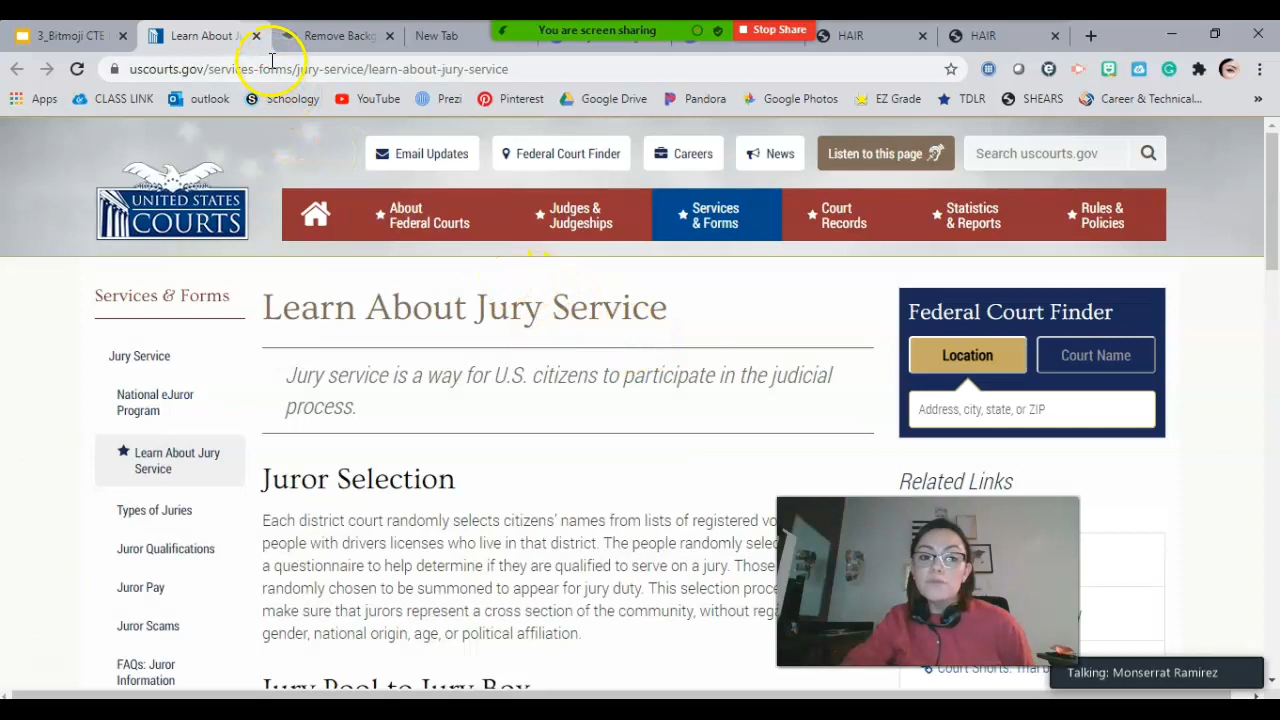 You are screen sharing
Stop Share
3_Bitmoji CTE
Learn About J
Remove Backg
New Tab
HAIR
HAIR
uscourts.gov/services-forms/jury-service/learn-about-jury-service
Apps
CLASS LINK
outlook
Schoology
YouTube
Prezi
Pinterest
Google Drive
Pandora
Google Photos
EZ Grade
TDLR
SHEARS
Career & Technical...
Email Updates
Federal Court Finder
Careers
News
Listen to this page
Search uscourts.gov
UNITED STATES
COURTS
About
Federal Courts
Judges &
Judgeships
Services
& Forms
Court
Records
Statistics
& Reports
Rules &
Policies
Services & Forms
Jury Service
National eJuror
Program
Learn About Jury
Service
Types of Juries
Juror Qualifications
Juror Pay
Juror Scams
FAQs: Juror
Information
Learn About Jury Service
Jury service is a way for U.S. citizens to participate in the judicial
process.
Juror Selection
Each district court randomly selects citizens' names from lists of registered vo
people with drivers licenses who live in that district. The people randomly selec
a questionnaire to help determine if they are qualified to serve on a jury. Those
randomly chosen to be summoned to appear for jury duty. This selection proce
make sure that jurors represent a cross section of the community, without rega
gender, national origin, age, or political affiliation.
Jury Pool to Jury Box
Federal Court Finder
Location
Court Name
Address, city, state, or ZIP
Related Links
Court Shorts: Trial
Talking: Monserrat Ramirez